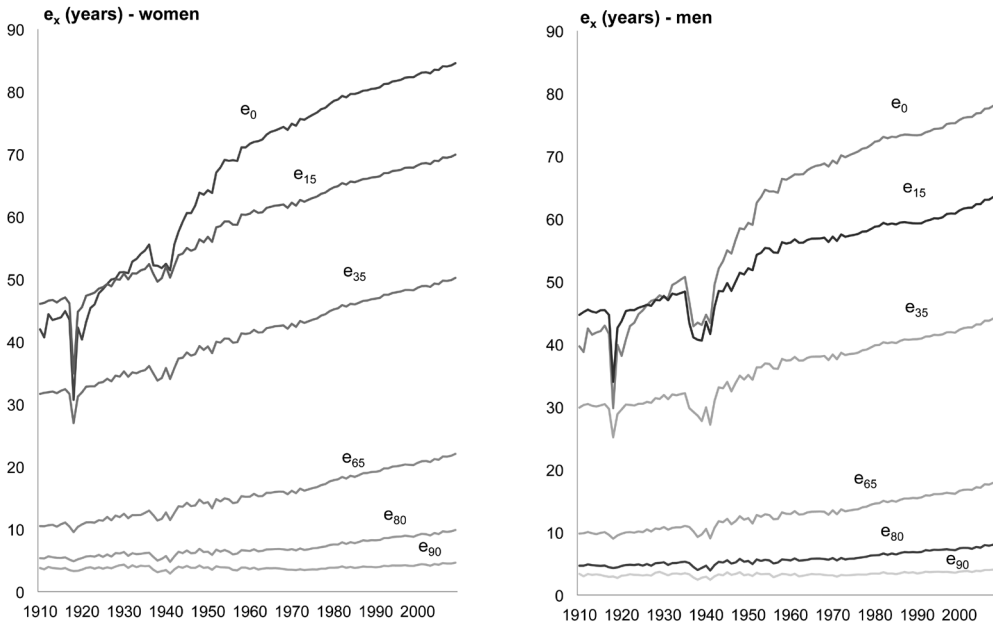 e₀ₓ (years) - women
90
80
70
60
50
40
30
20
10
0
e₀
e₁₅
e₃₅
e₆₅
e₈₀
e₉₀
1910 1920 1930 1940 1950 1960 1970 1980 1990 2000
eₓ (years) - men
90
80
70
60
50
40
30
20
10
0
e₀
e₁₅
e₃₅
e₆₅
e₈₀
e₉₀
1910 1920 1930 1940 1950 1960 1970 1980 1990 2000